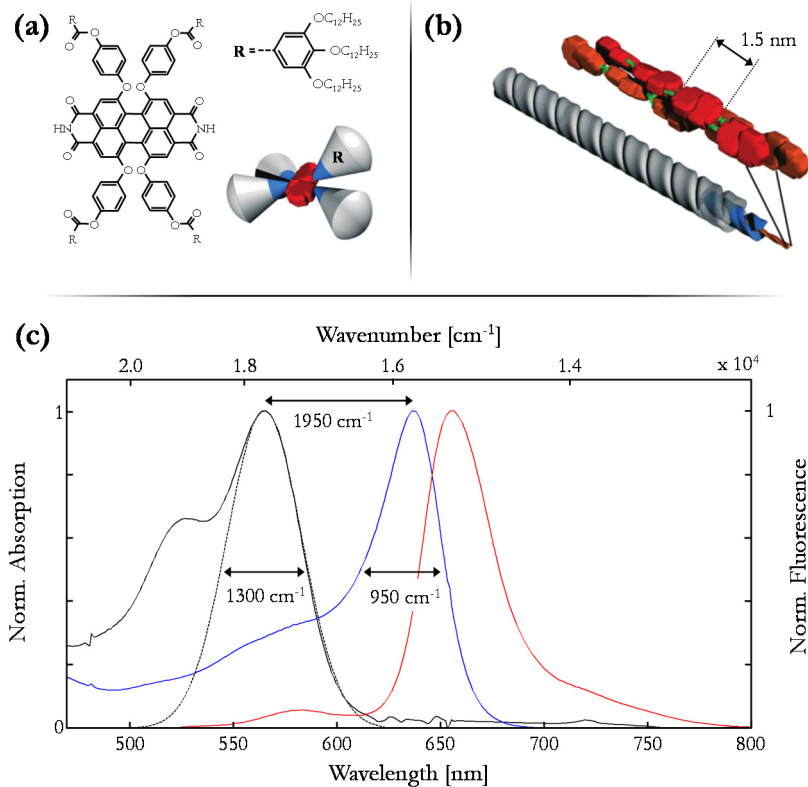 (a)
R
R
O
O
O
O
O
O
O
O
HN
NH
O
O
O
O
O
O
O
O
R
R
R =
OC12H25
OC12H25
OC12H25
R
(b)
1.5 nm
(c)
Wavenumber [cm-1]
2.0 1.8 1.6 1.4 x 10^4
1
1
1950 cm-1
1300 cm-1
950 cm-1
Norm. Absorption
Norm. Fluorescence
0
0
500 550 600 650 700 750 800
Wavelength [nm]